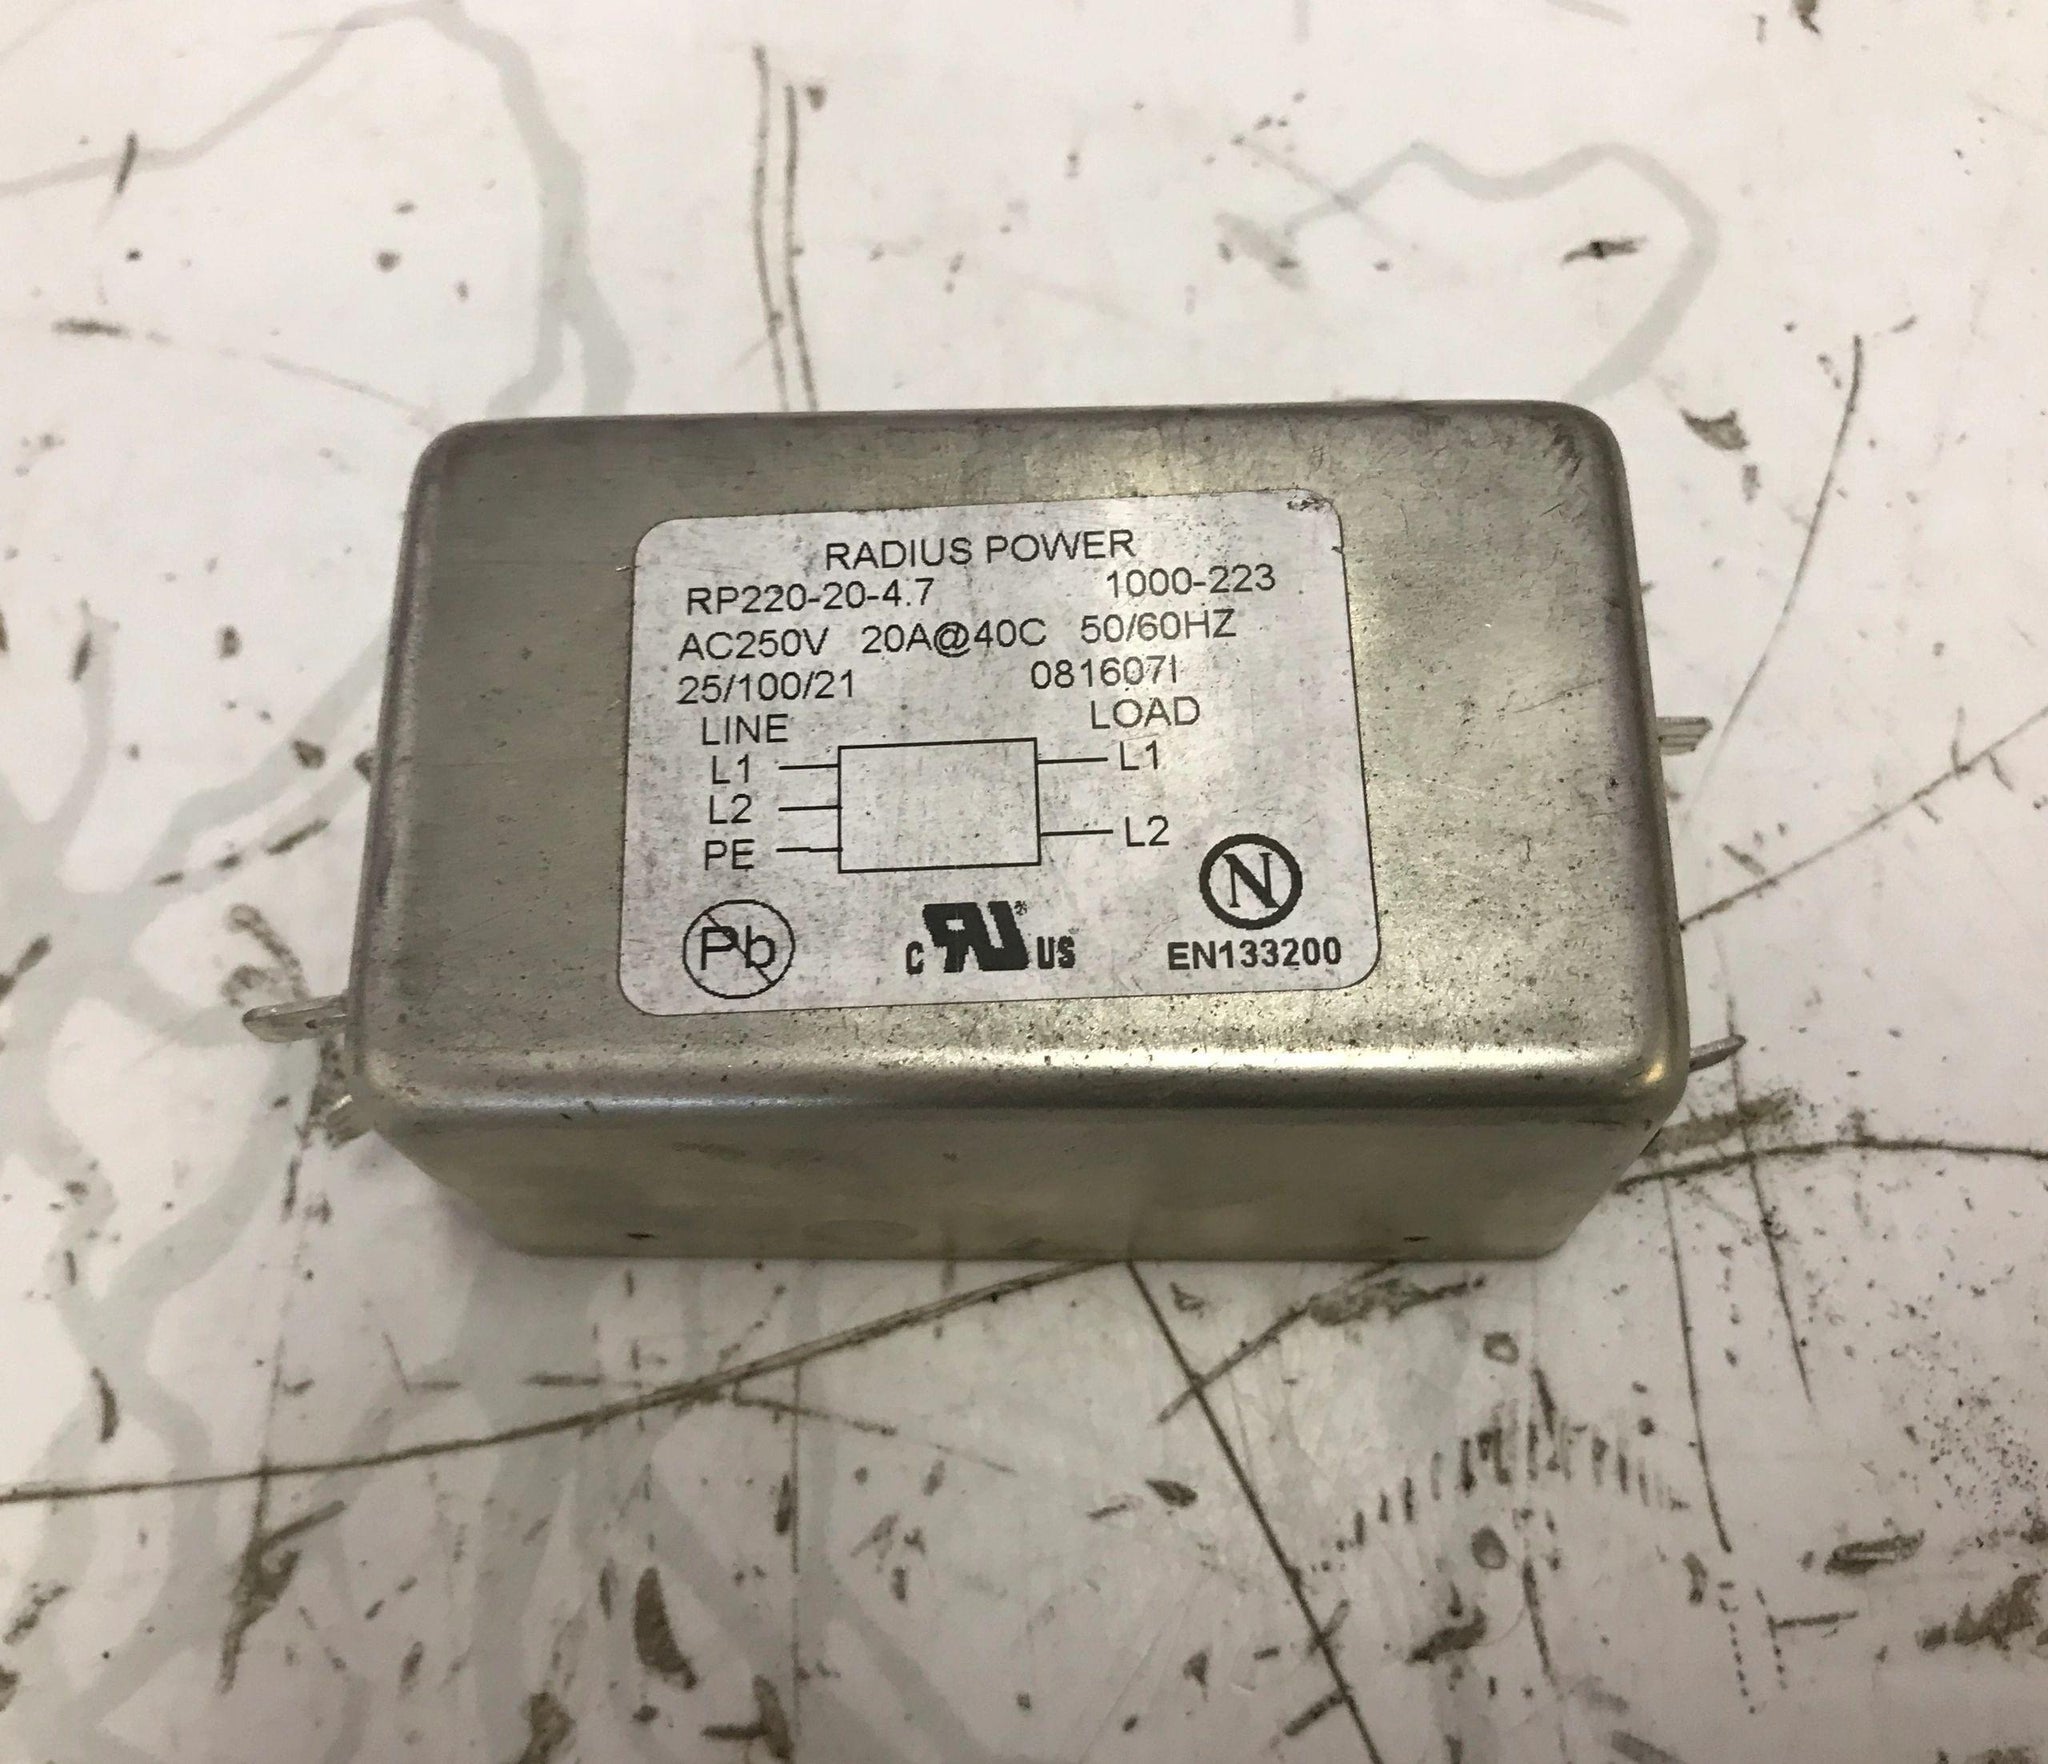 RADIUS POWER
RP220-20-4.7 1000-223
AC250V 20A@40C 50/60HZ
25/100/21 081607I
LINE LOAD
L1 L1
L2 L2
PE
Pb c RU ® US N
EN133200